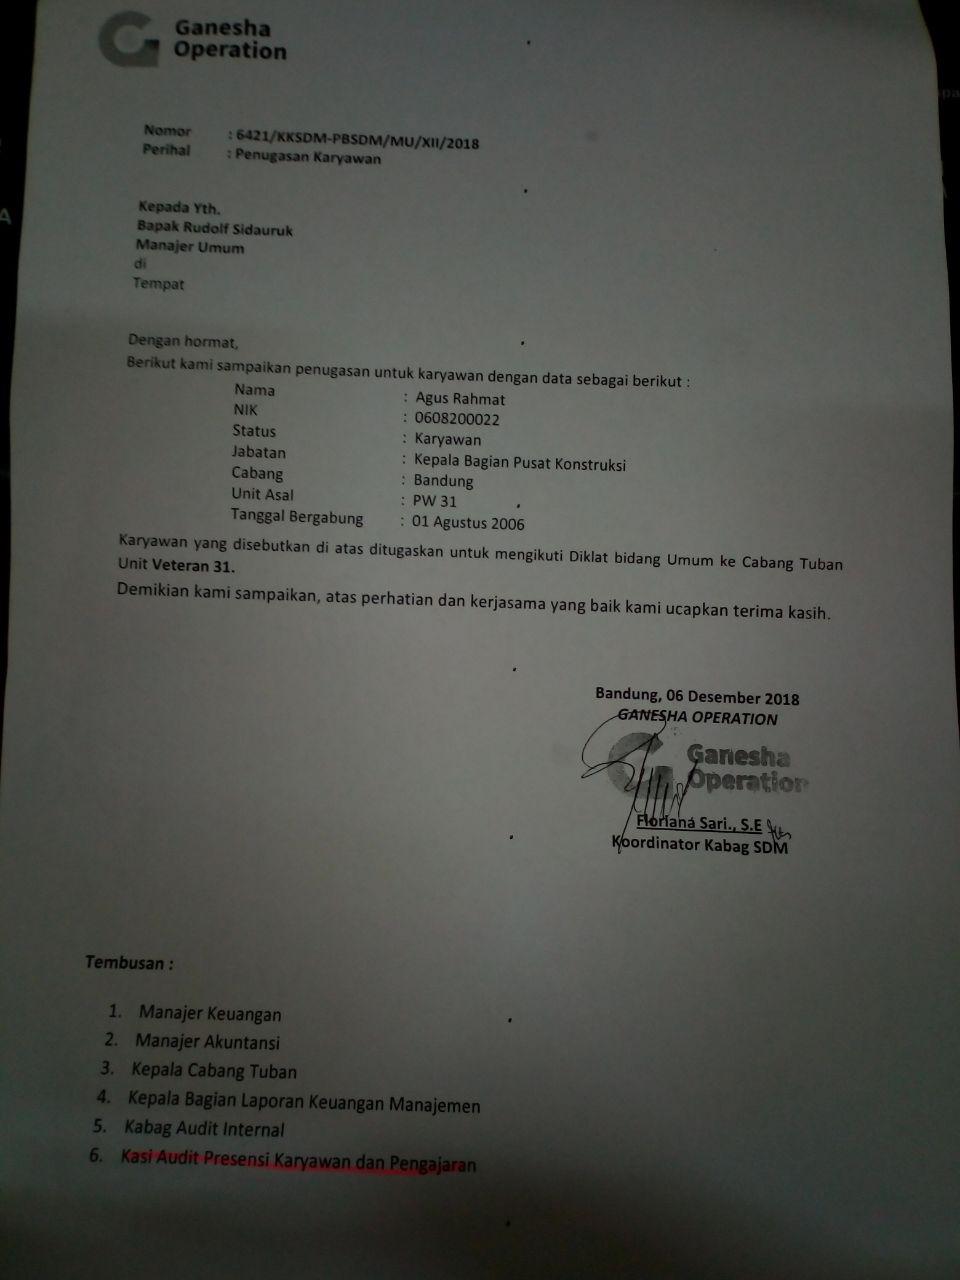 Ganesha
Operation
Nomor : 6421/KKSDM-PBSDM/MU/XII/2018
Perihal : Penugasan Karyawan
Kepada Yth.
Bapak Rudolf Sidauruk
Manajer Umum
di
Tempat
Dengan hormat,
Berikut kami sampaikan penugasan untuk karyawan dengan data sebagai berikut :
Nama : Agus Rahmat
NIK : 0608200022
Status : Karyawan
Jabatan : Kepala Bagian Pusat Konstruksi
Cabang : Bandung
Unit Asal : PW 31
Tanggal Bergabung : 01 Agustus 2006
Karyawan yang disebutkan di atas ditugaskan untuk mengikuti Diklat bidang Umum ke Cabang Tuban
Unit Veteran 31.
Demikian kami sampaikan, atas perhatian dan kerjasama yang baik kami ucapkan terima kasih.
Bandung, 06 Desember 2018
GANESHA OPERATION
Ganesha
Operation
Floriana Sari., S.E
Koordinator Kabag SDM
Tembusan :
1. Manajer Keuangan
2. Manajer Akuntansi
3. Kepala Cabang Tuban
4. Kepala Bagian Laporan Keuangan Manajemen
5. Kabag Audit Internal
6. Kasi Audit Presensi Karyawan dan Pengajaran